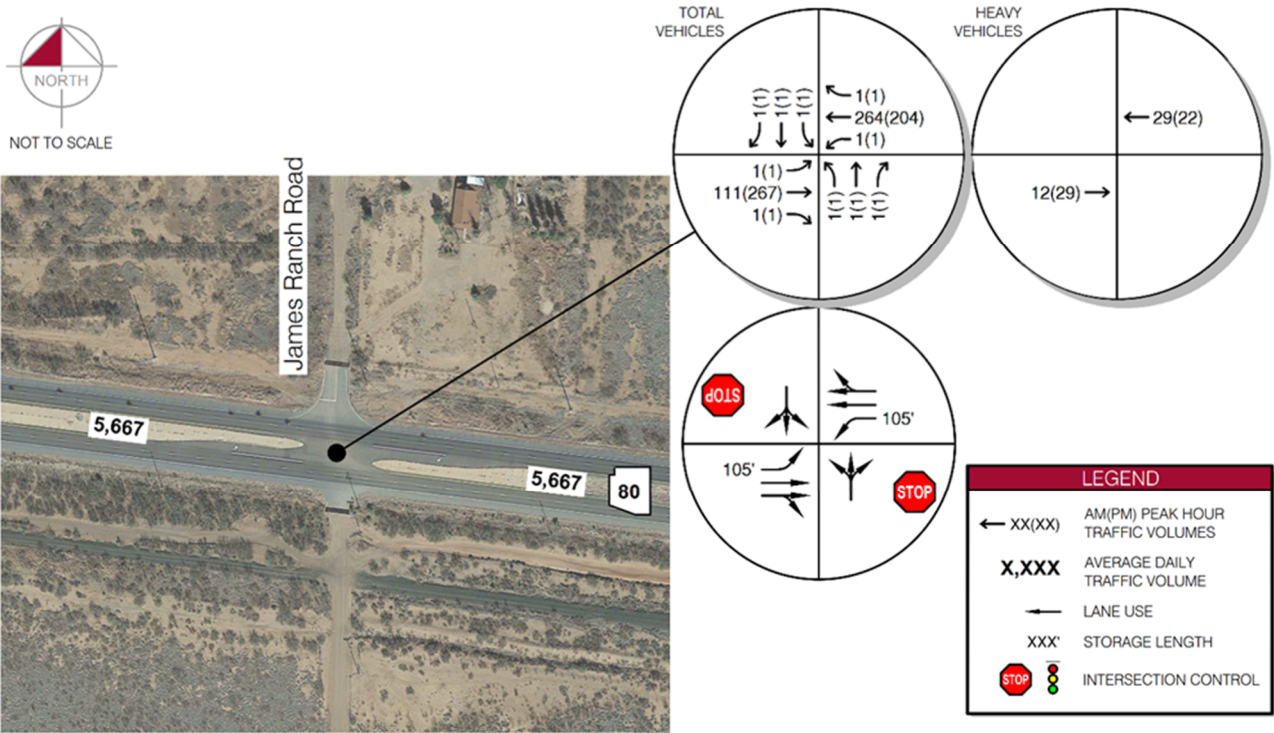 NORTH
NOT TO SCALE
James Ranch Road
5,667
5,667
80
TOTAL
VEHICLES
1(1) 1(1) 1(1)
1(1)
264(204)
1(1)
1(1)
111(267)
1(1)
1(1) 1(1) 1(1)
HEAVY
VEHICLES
29(22)
12(29)
STOP
105'
105'
STOP
LEGEND
XX(XX) AM(PM) PEAK HOUR
TRAFFIC VOLUMES
X,XXX AVERAGE DAILY
TRAFFIC VOLUME
LANE USE
XXX' STORAGE LENGTH
STOP INTERSECTION CONTROL